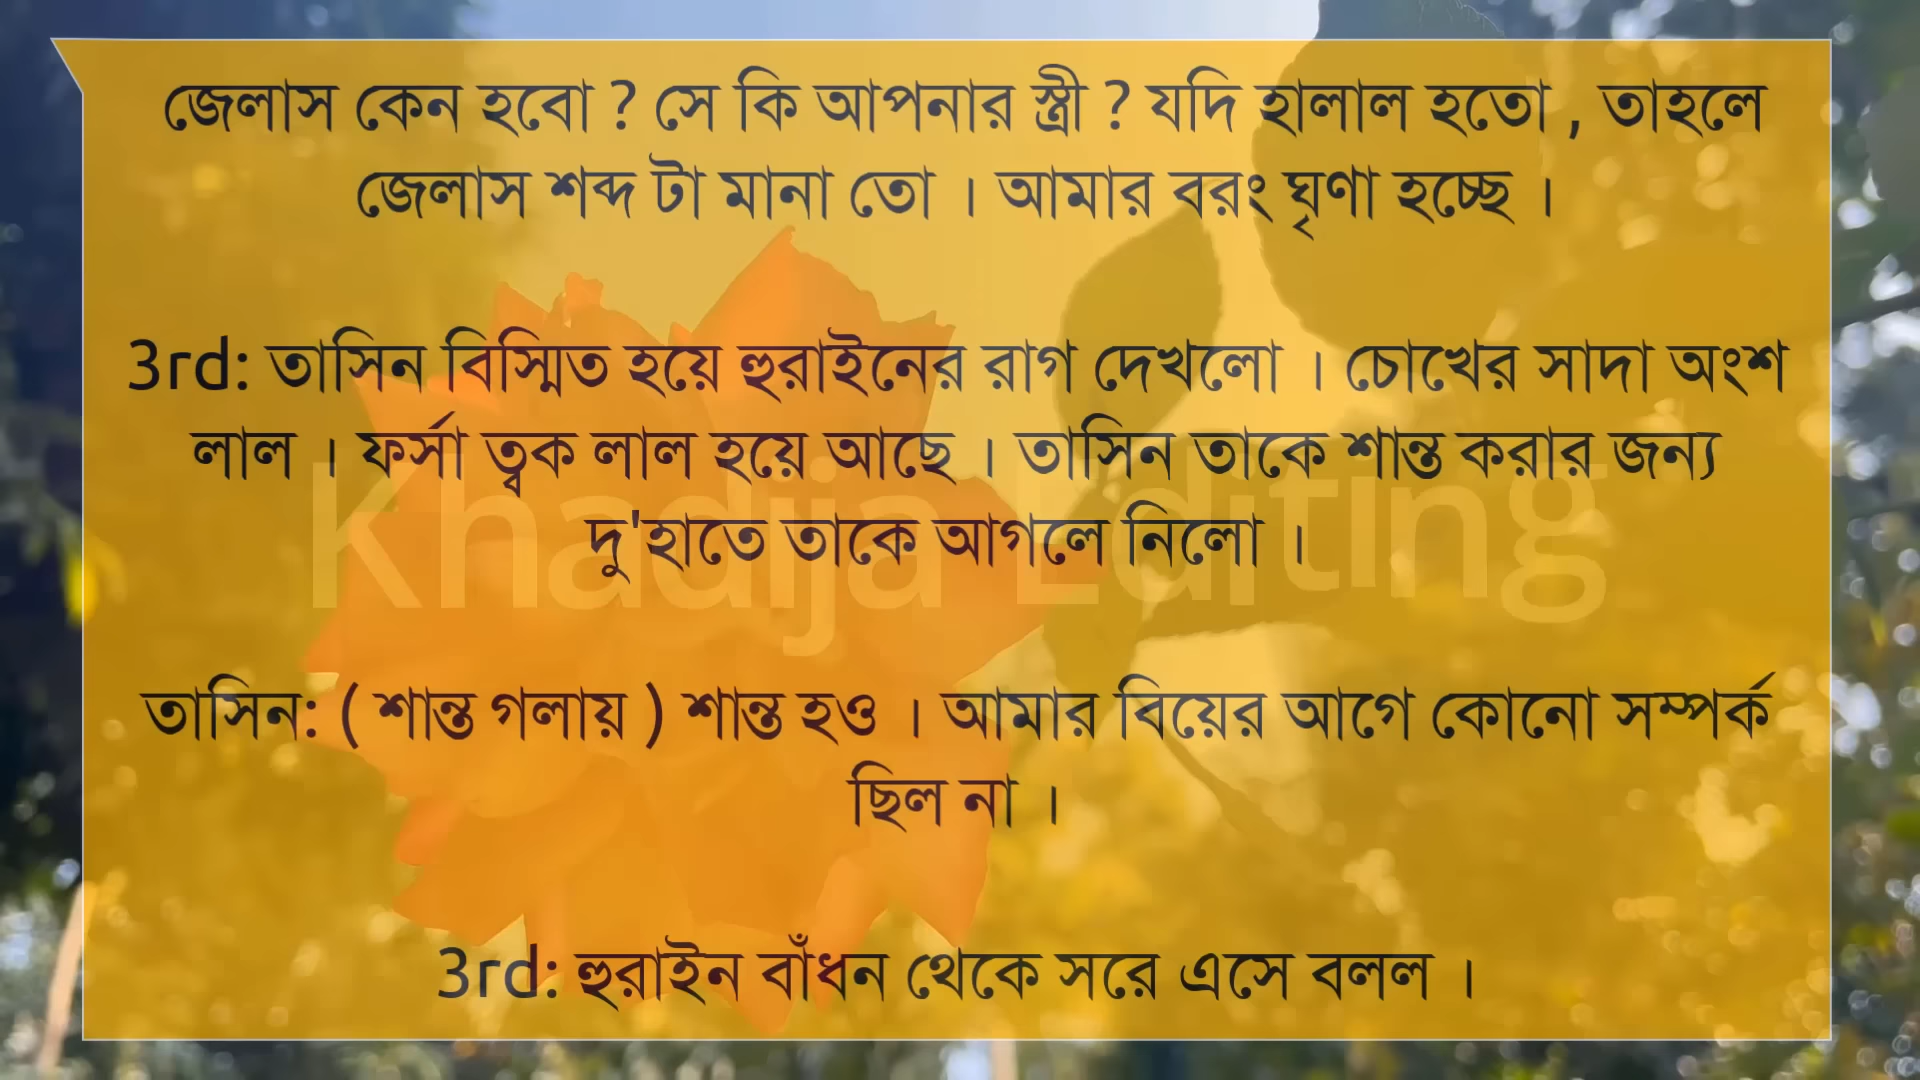 জেলাস কেন হবো ? সে কি আপনার স্ত্রী ? যদি হালাল হতো , তাহলে
জেলাস শব্দ টা মানা তো । আমার বরং ঘৃণা হচ্ছে ।
3rd: তাসিন বিস্মিত হয়ে হুরাইনের রাগ দেখলো । চোখের সাদা অংশ
লাল । ফর্সা ত্বক লাল হয়ে আছে । তাসিন তাকে শান্ত করার জন্য
দু'হাতে তাকে আগলে নিলো ।
Khadija Editing
তাসিন: ( শান্ত গলায় ) শান্ত হও । আমার বিয়ের আগে কোনো সম্পর্ক
ছিল না ।
3rd: হুরাইন বাঁধন থেকে সরে এসে বলল ।